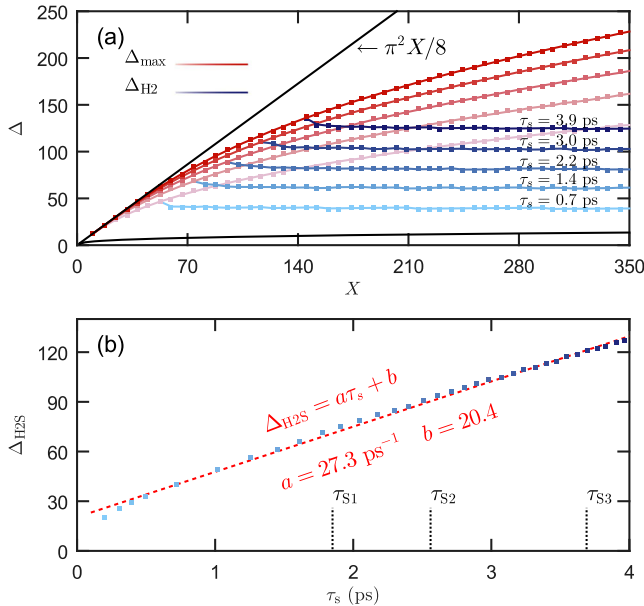 (a)
← π²X/8
Δmax
ΔH2
τs = 3.9 ps
τs = 3.0 ps
τs = 2.2 ps
τs = 1.4 ps
τs = 0.7 ps
250
200
150
100
50
0
Δ
0 70 140 210 280 350
X
(b)
ΔH2S = aτs + b
a = 27.3 ps⁻¹ b = 20.4
τS1 τS2 τS3
120
90
60
30
0
ΔH2S
0 1 2 3 4
τs (ps)